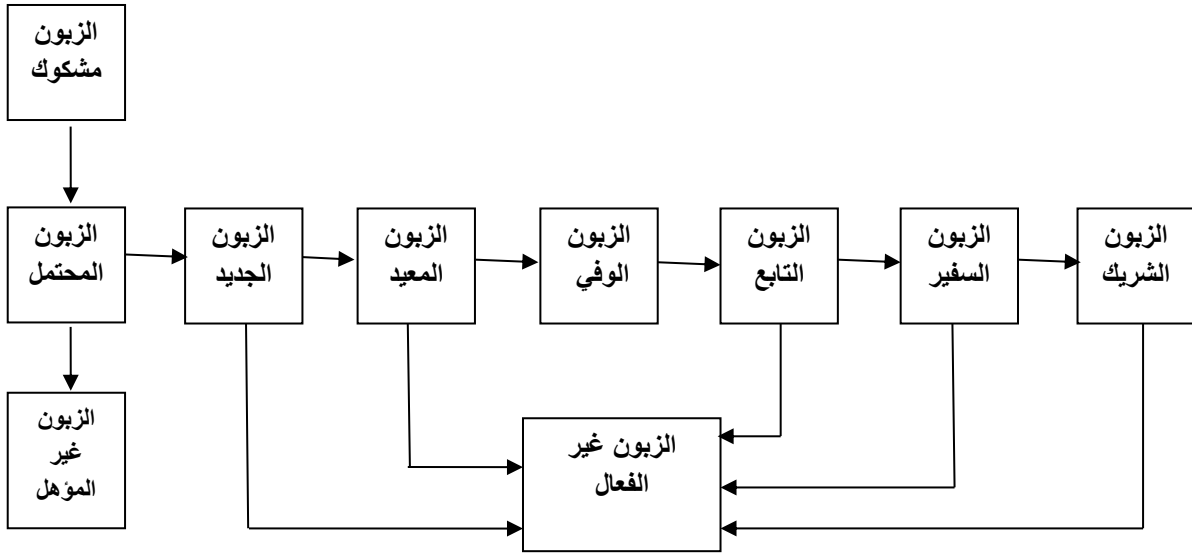 الزبون
مشكوك
الزبون
المحتمل
الزبون
الجديد
الزبون
المعيد
الزبون
الوفي
الزبون
التابع
الزبون
السفير
الزبون
الشريك
الزبون
غير
المؤهل
الزبون غير
الفعال